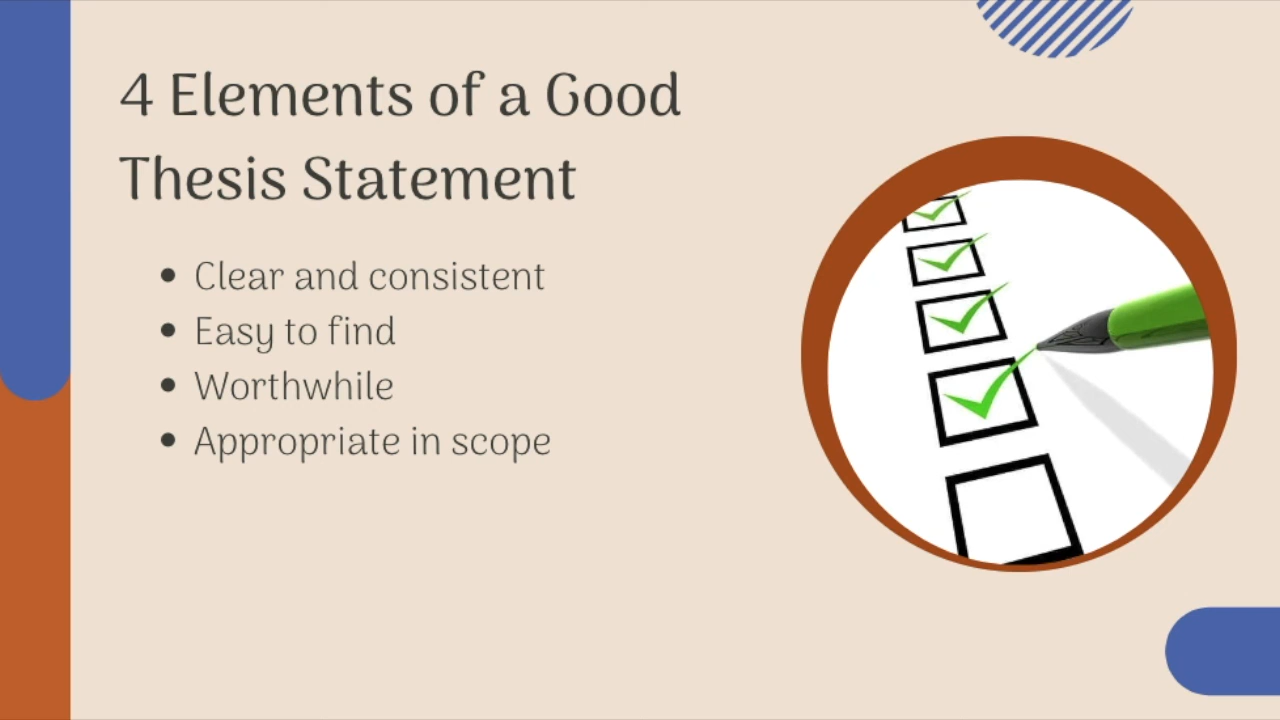 4 Elements of a Good
Thesis Statement
• Clear and consistent
• Easy to find
• Worthwhile
• Appropriate in scope